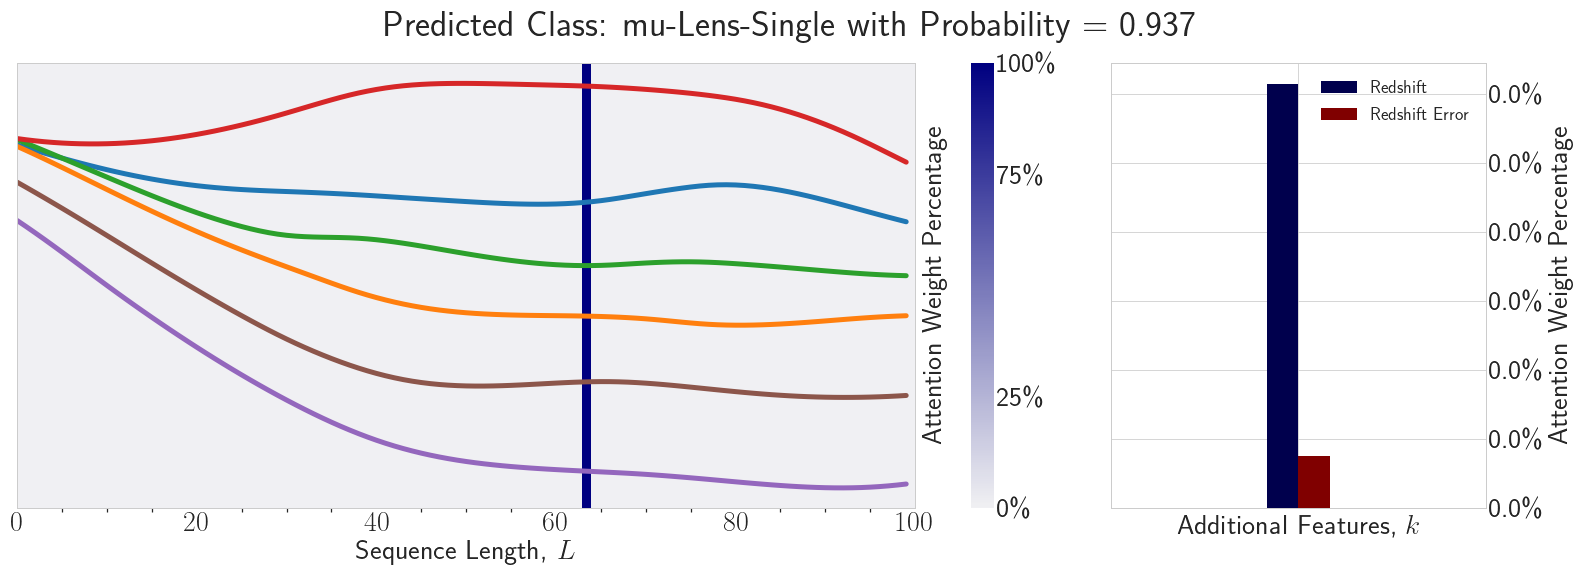 Predicted Class: mu-Lens-Single with Probability = 0.937
0 20 40 60 80 100
Sequence Length, L
100%
75%
25%
0%
Attention Weight Percentage
Redshift
Redshift Error
0.0%
0.0%
0.0%
0.0%
0.0%
0.0%
0.0%
Attention Weight Percentage
Additional Features, k